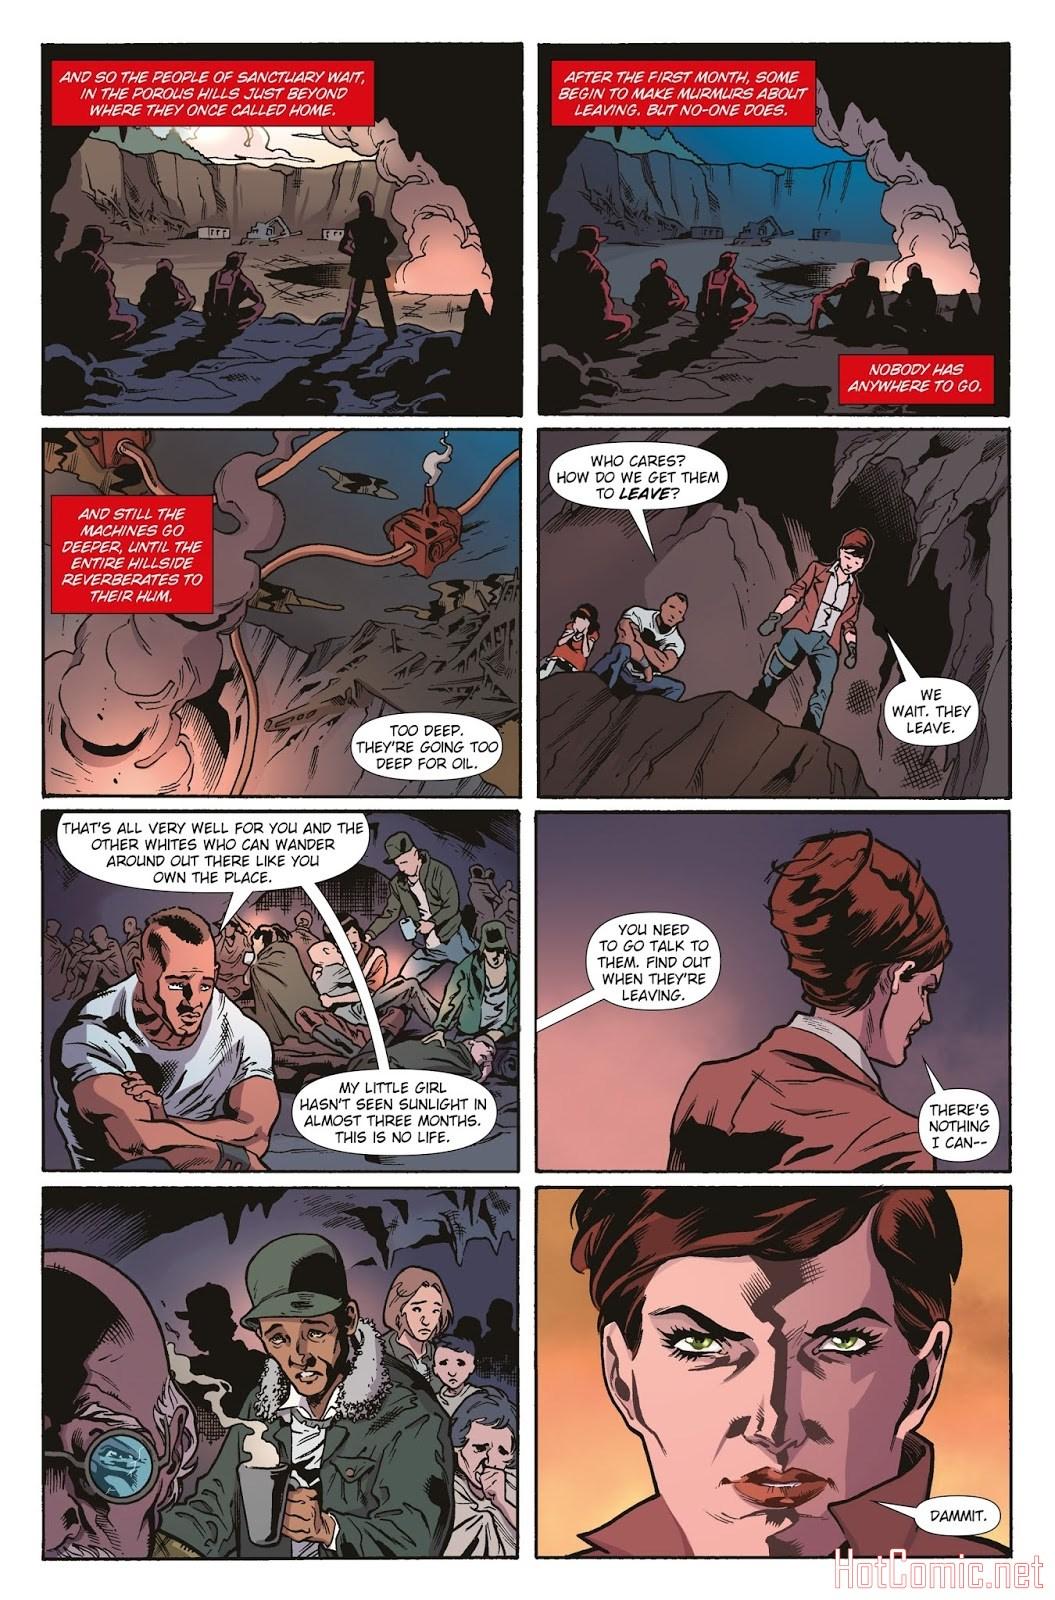 AND SO THE PEOPLE OF SANCTUARY WAIT,
IN THE POROUS HILLS JUST BEYOND
WHERE THEY ONCE CALLED HOME.
AFTER THE FIRST MONTH, SOME
BEGIN TO MAKE MURMURS ABOUT
LEAVING. BUT NO-ONE DOES.
NOBODY HAS
ANYWHERE TO GO.
AND STILL THE
MACHINES GO
DEEPER, UNTIL THE
ENTIRE HILLSIDE
REVERBERATES TO
THEIR HUM.
TOO DEEP.
THEY'RE GOING TOO
DEEP FOR OIL.
WHO CARES?
HOW DO WE GET THEM
TO LEAVE?
WE
WAIT. THEY
LEAVE.
THAT'S ALL VERY WELL FOR YOU AND THE
OTHER WHITES WHO CAN WANDER
AROUND OUT THERE LIKE YOU
OWN THE PLACE.
MY LITTLE GIRL
HASN'T SEEN SUNLIGHT IN
ALMOST THREE MONTHS.
THIS IS NO LIFE.
YOU NEED
TO GO TALK TO
THEM. FIND OUT
WHEN THEY'RE
LEAVING.
THERE'S
NOTHING
I CAN--
DAMMIT.
HotComic.net